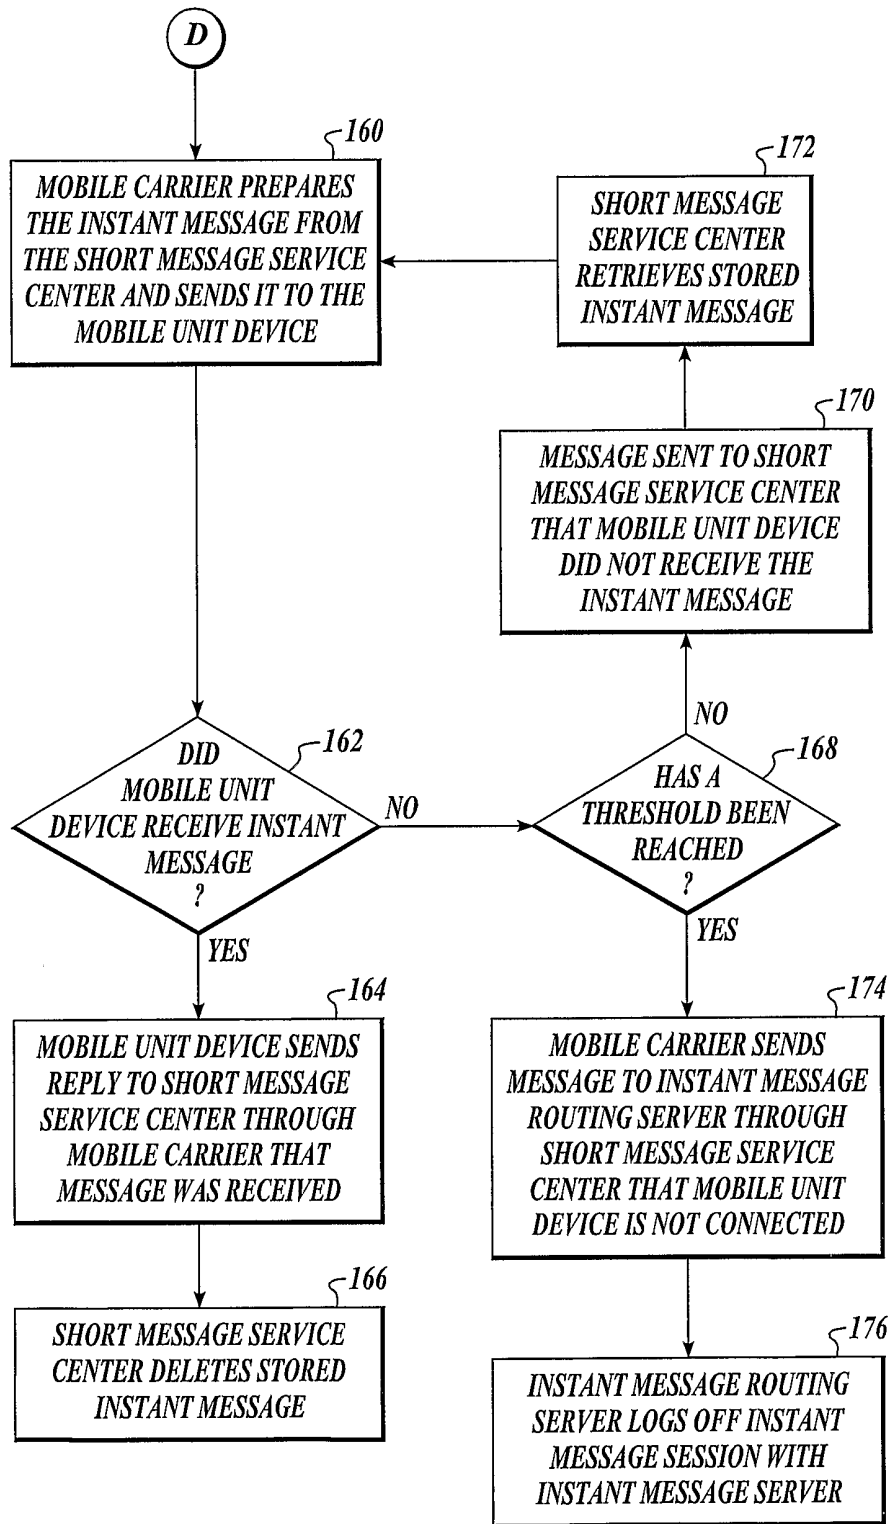 D
160
MOBILE CARRIER PREPARES
THE INSTANT MESSAGE FROM
THE SHORT MESSAGE SERVICE
CENTER AND SENDS IT TO THE
MOBILE UNIT DEVICE
172
SHORT MESSAGE
SERVICE CENTER
RETRIEVES STORED
INSTANT MESSAGE
170
MESSAGE SENT TO SHORT
MESSAGE SERVICE CENTER
THAT MOBILE UNIT DEVICE
DID NOT RECEIVE THE
INSTANT MESSAGE
162
DID
MOBILE UNIT
DEVICE RECEIVE INSTANT
MESSAGE
?
NO
YES
168
HAS A
THRESHOLD BEEN
REACHED
?
NO
YES
164
MOBILE UNIT DEVICE SENDS
REPLY TO SHORT MESSAGE
SERVICE CENTER THROUGH
MOBILE CARRIER THAT
MESSAGE WAS RECEIVED
166
SHORT MESSAGE SERVICE
CENTER DELETES STORED
INSTANT MESSAGE
174
MOBILE CARRIER SENDS
MESSAGE TO INSTANT MESSAGE
ROUTING SERVER THROUGH
SHORT MESSAGE SERVICE
CENTER THAT MOBILE UNIT
DEVICE IS NOT CONNECTED
176
INSTANT MESSAGE ROUTING
SERVER LOGS OFF INSTANT
MESSAGE SESSION WITH
INSTANT MESSAGE SERVER